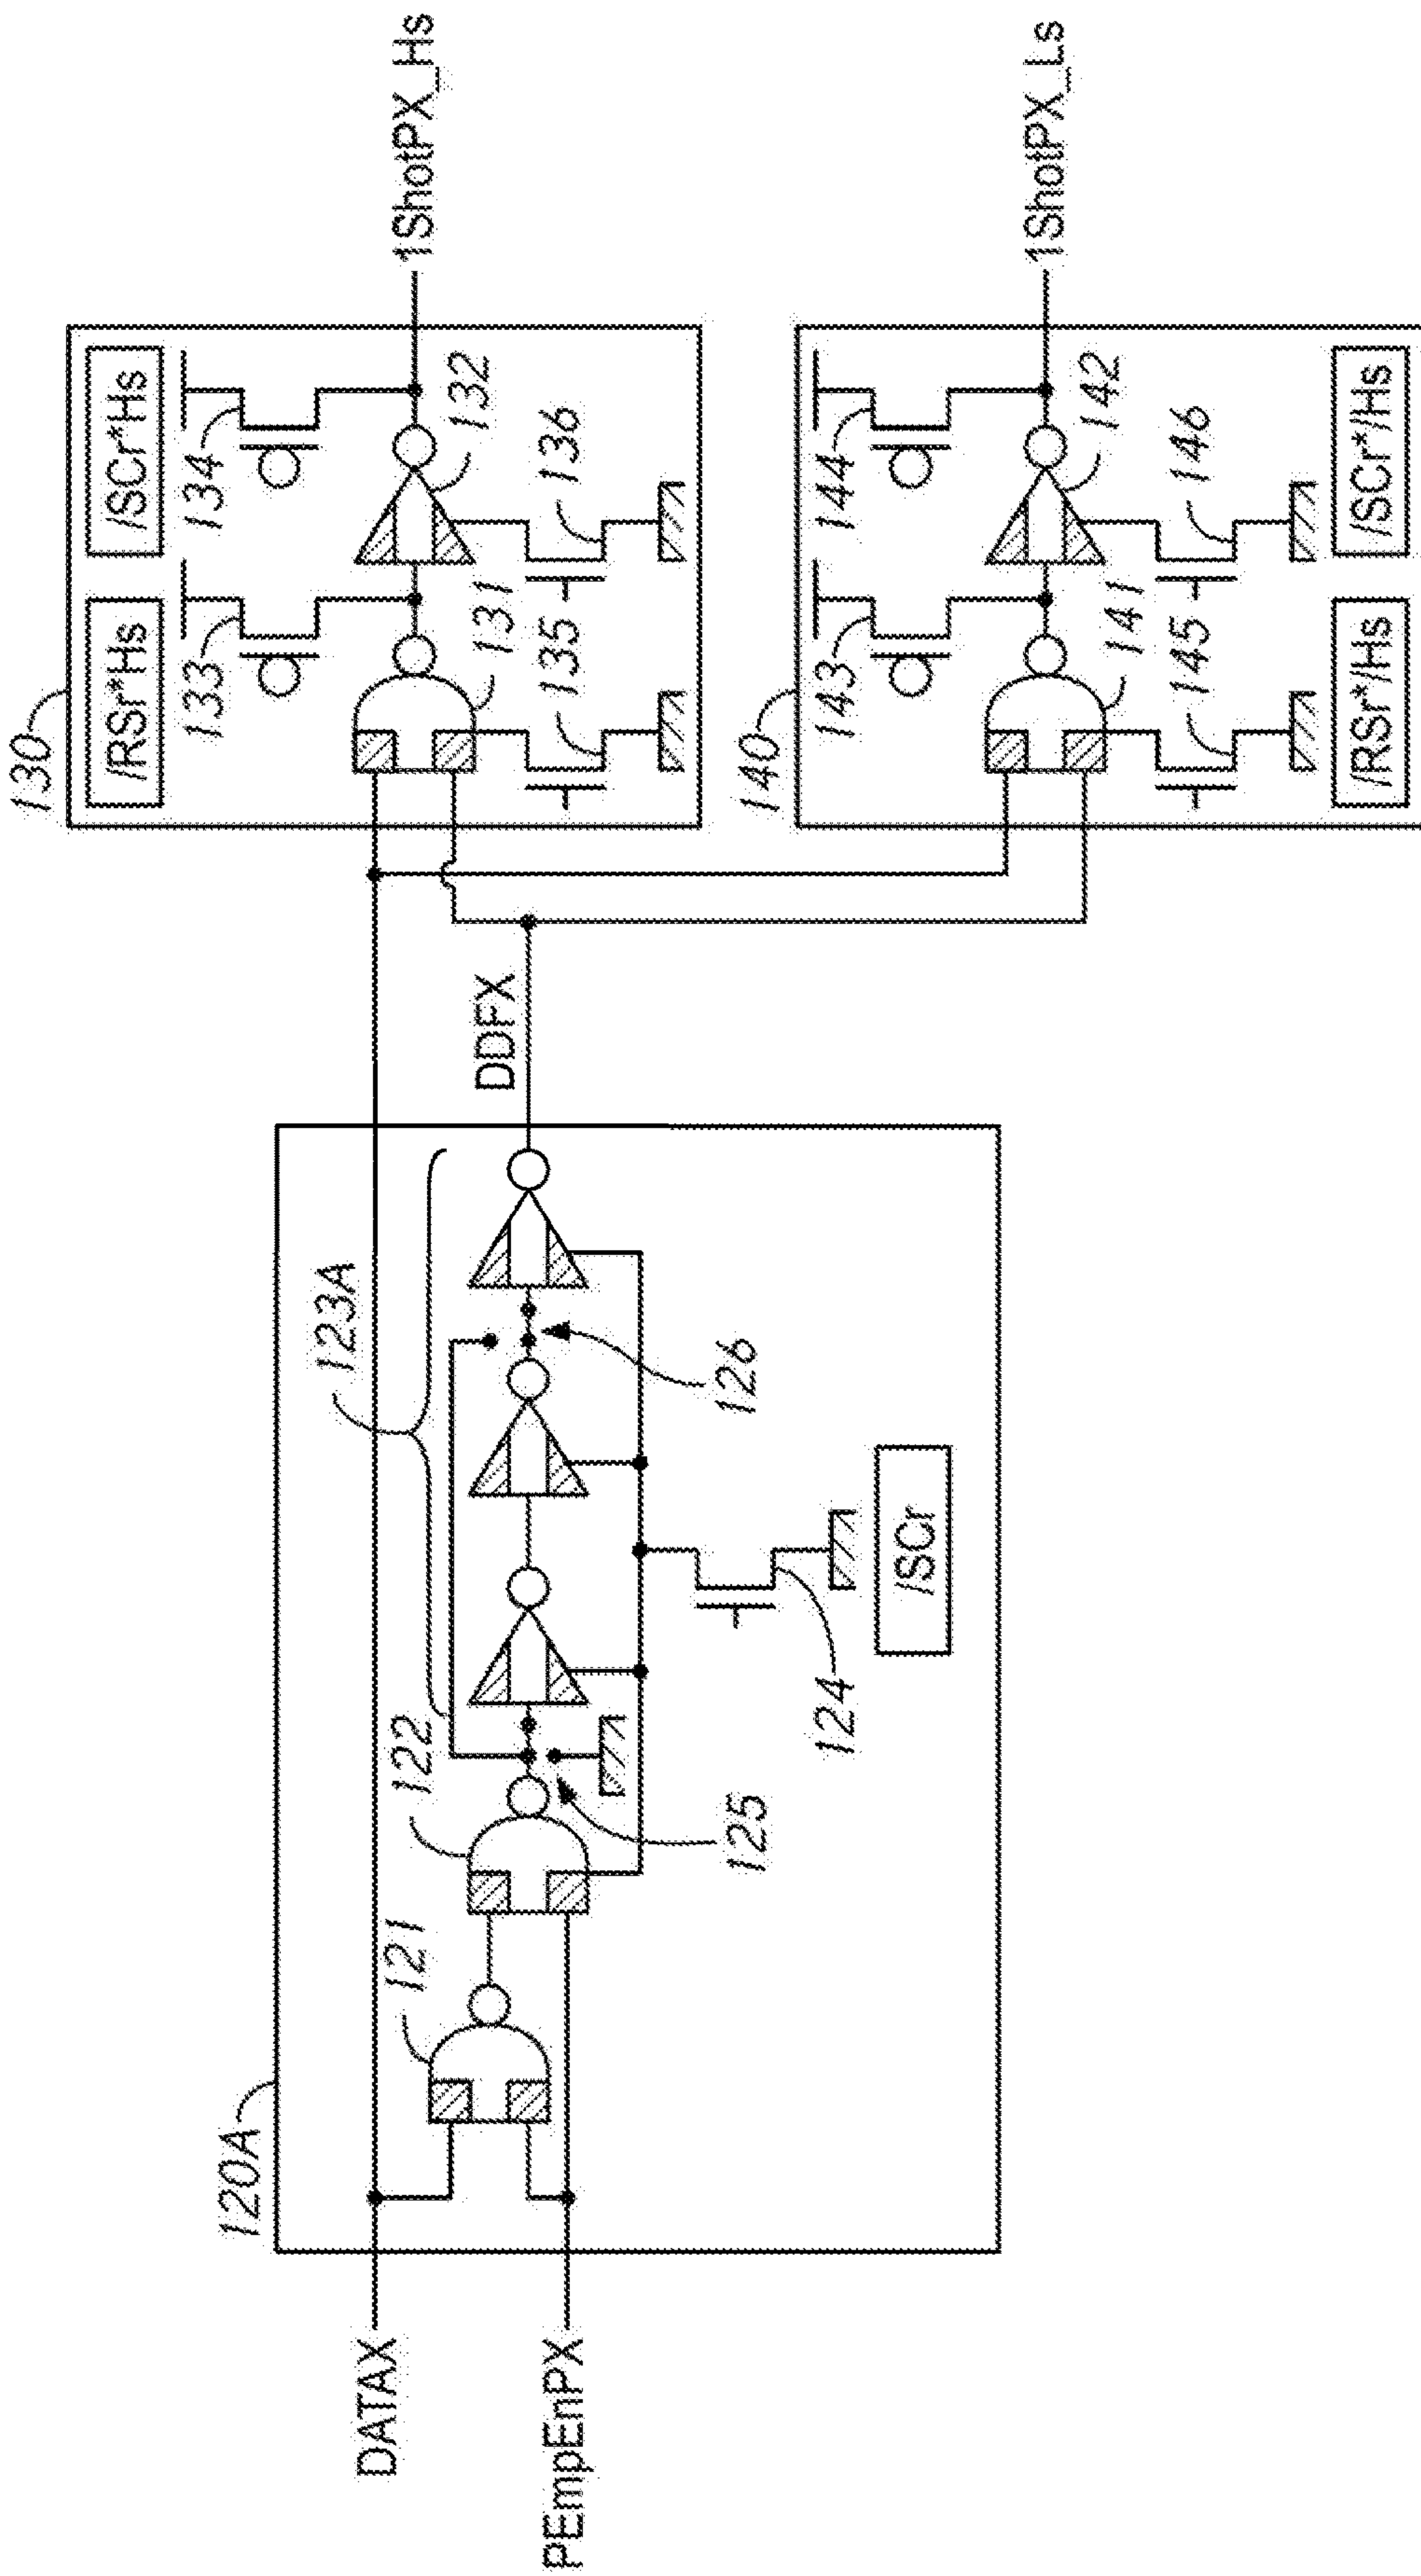 120A
DATAX
PEmpEnPX
121
122
123A
125
124
126
/SCr
DDFX
130
/RSr*Hs
/SCr*Hs
133
134
131
132
135
136
1ShotPX_Hs
140
143
144
141
142
145
146
/RSr*/Hs
/SCr*/Hs
1ShotPX_Ls